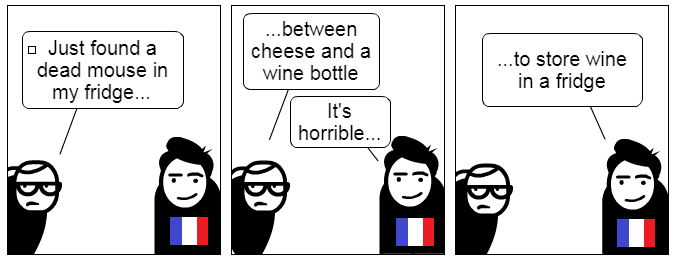 Just found a
dead mouse in
my fridge...
...between
cheese and a
wine bottle
It's
horrible...
...to store wine
in a fridge